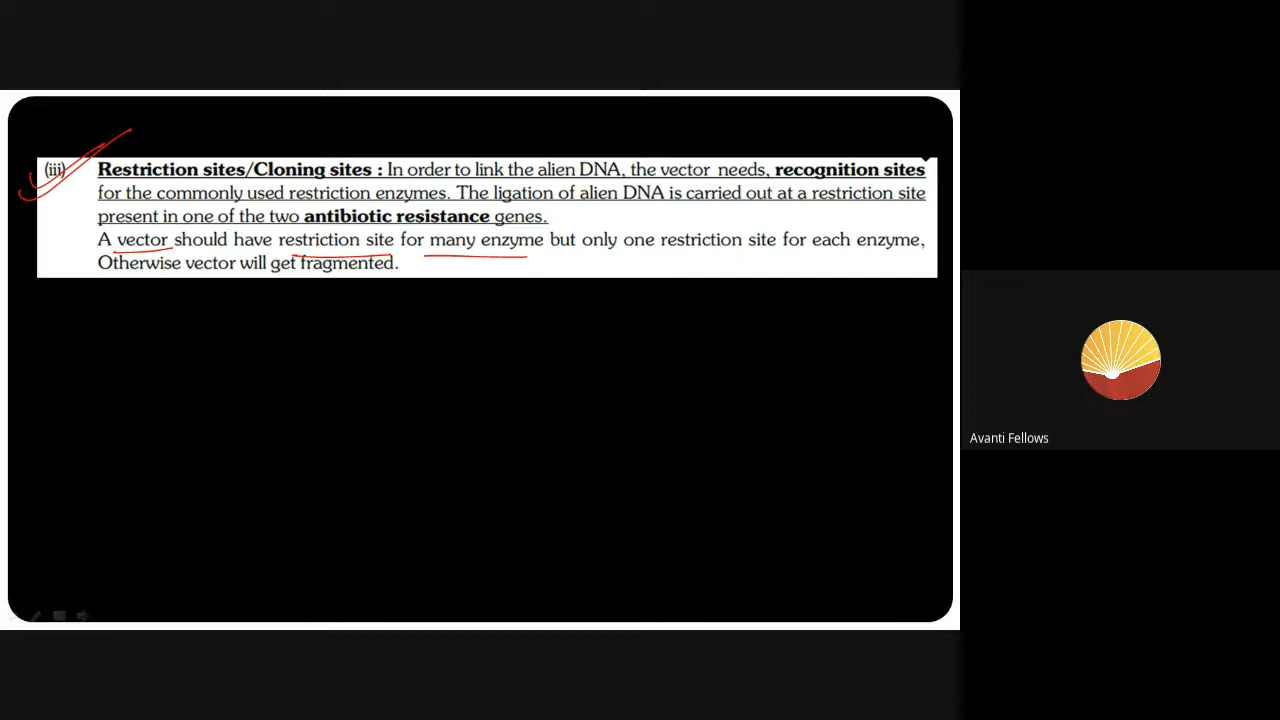 (iii) Restriction sites/Cloning sites : In order to link the alien DNA, the vector needs, recognition sites
for the commonly used restriction enzymes. The ligation of alien DNA is carried out at a restriction site
present in one of the two antibiotic resistance genes.
A vector should have restriction site for many enzyme but only one restriction site for each enzyme,
Otherwise vector will get fragmented.
Avanti Fellows